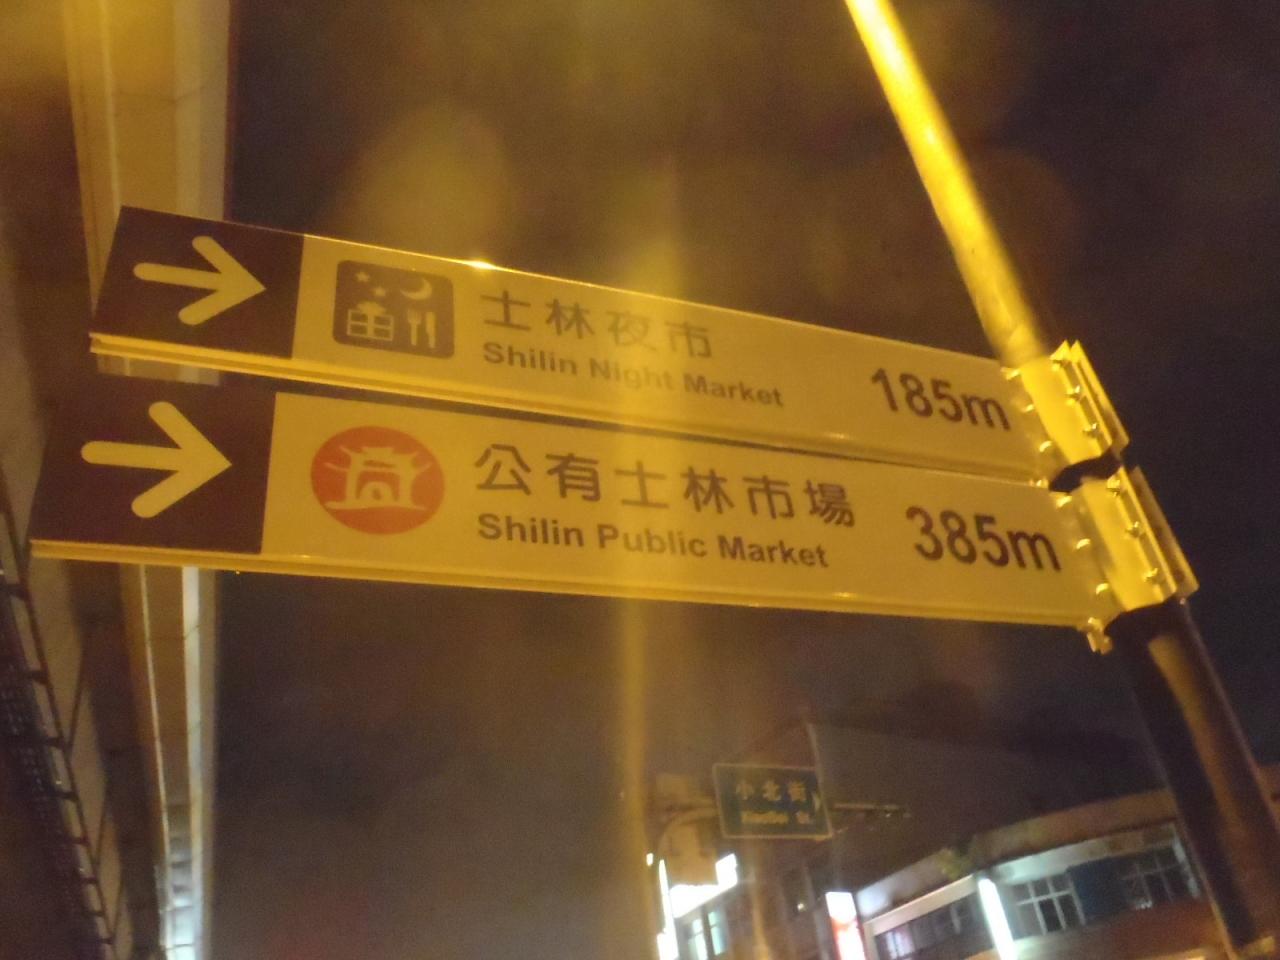 士林夜市
Shilin Night Market
185m
公有士林市場
Shilin Public Market
385m
小北街
Xiaobei St.